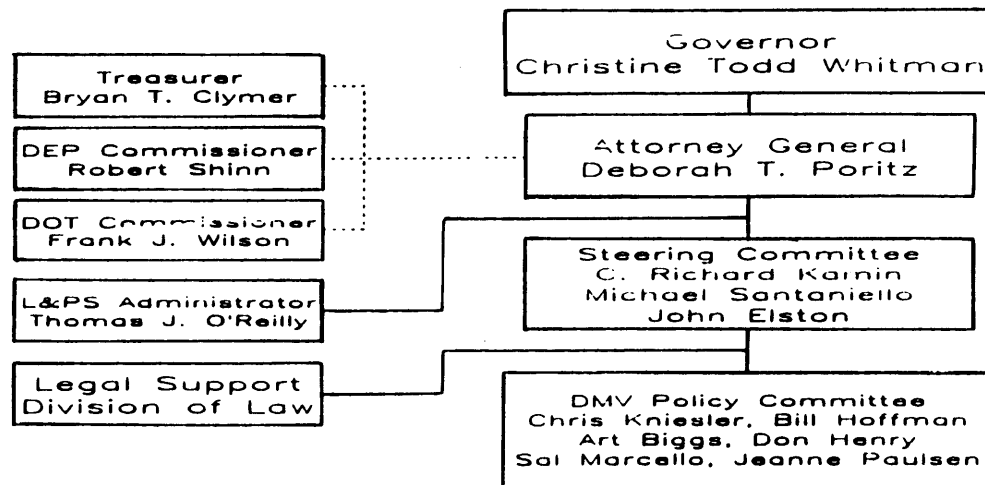 Governor
Christine Todd Whitman
Treasurer
Bryan T. Clymer
DEP Commissioner
Robert Shinn
DOT Commissioner
Frank J. Wilson
L&PS Administrator
Thomas J. O'Reilly
Legal Support
Division of Law
Attorney General
Deborah T. Poritz
Steering Committee
C. Richard Kamin
Michael Santaniello
John Elston
DMV Policy Committee
Chris Kniesler, Bill Hoffman
Art Biggs, Don Henry
Sal Marcello, Jeanne Paulsen